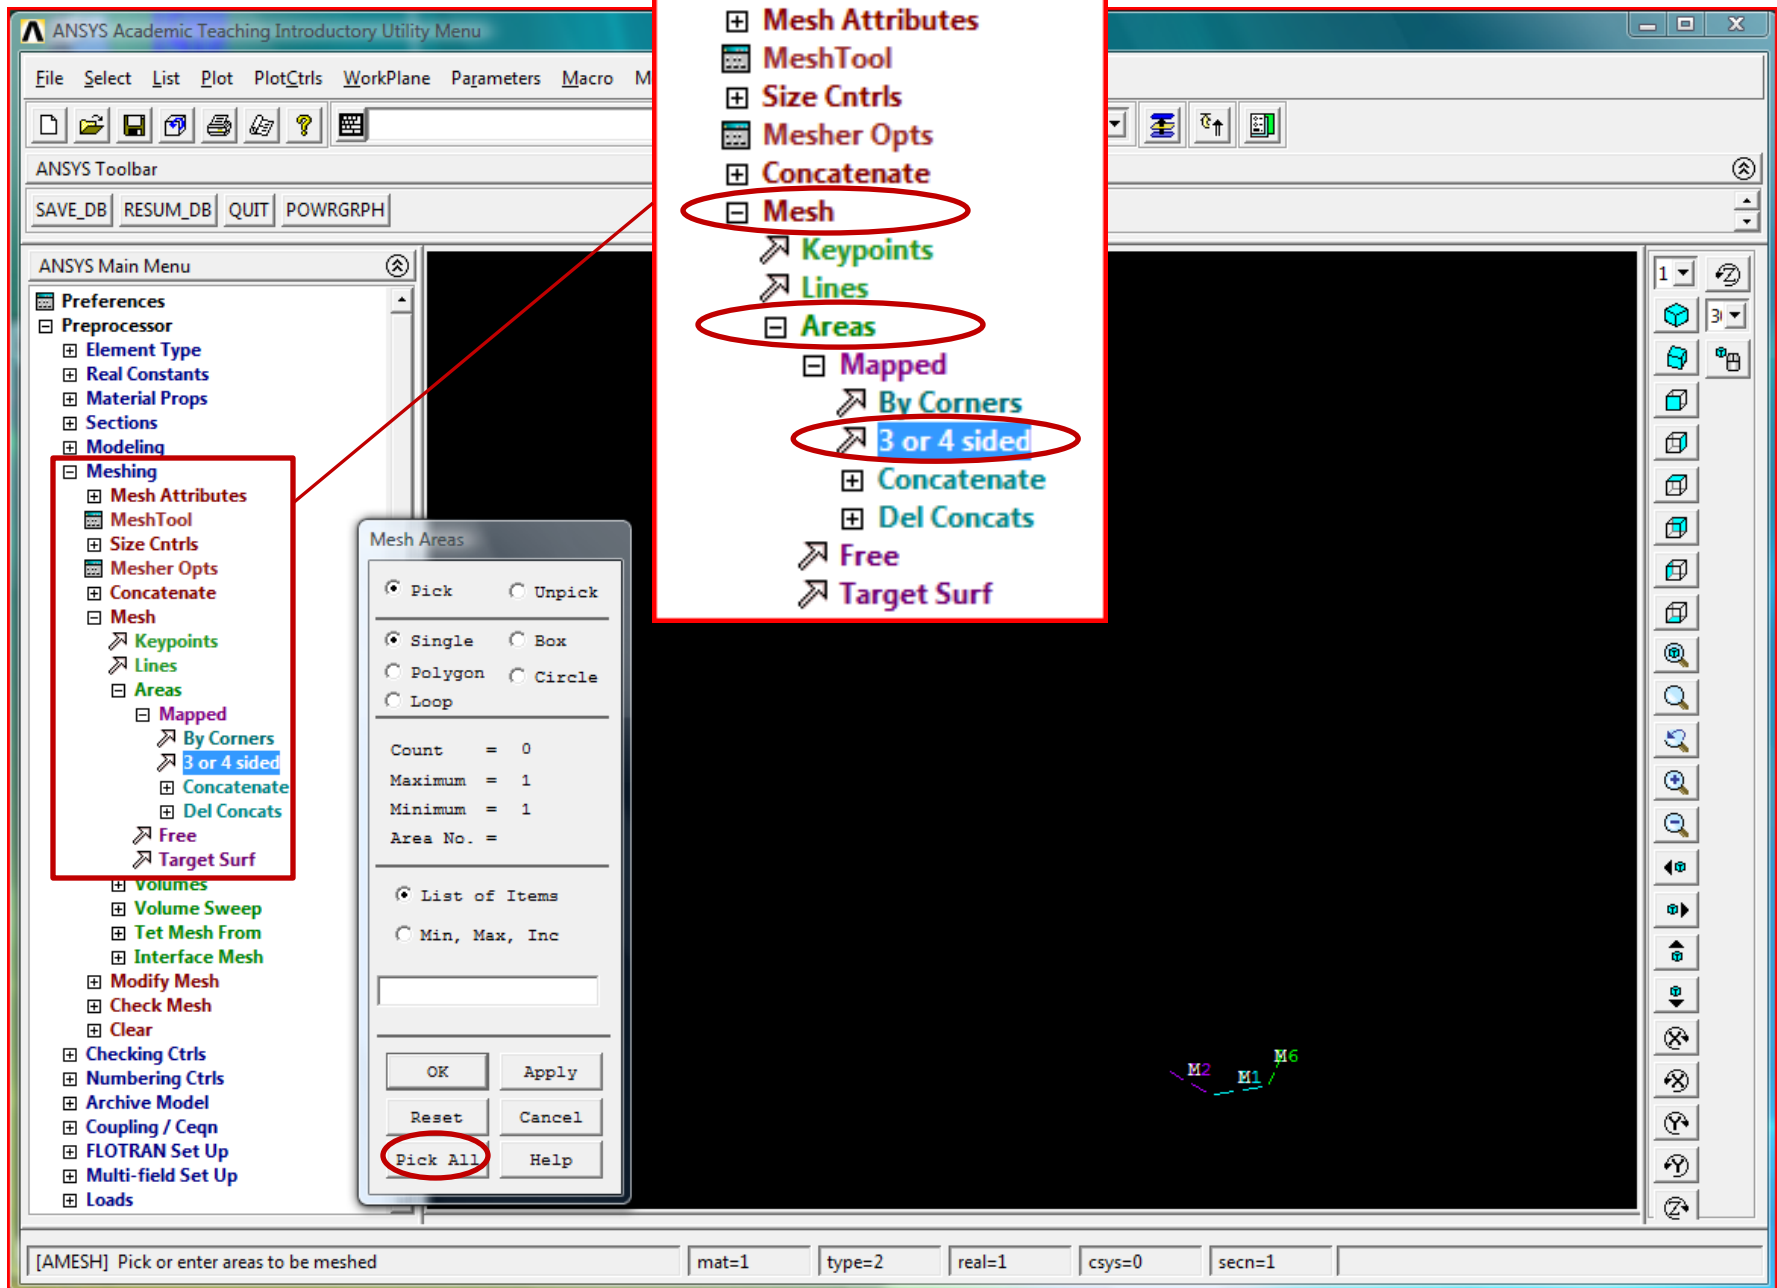 ANSYS Academic Teaching Introductory Utility Menu
File Select List Plot PlotCtrls WorkPlane Parameters Macro M
ANSYS Toolbar
SAVE_DB RESUM_DB QUIT POWRGRPH
Mesh Attributes
MeshTool
Size Cntrls
Mesher Opts
Concatenate
Mesh
Keypoints
Lines
Areas
Mapped
By Corners
3 or 4 sided
Concatenate
Del Concats
Free
Target Surf
ANSYS Main Menu
Preferences
Preprocessor
Element Type
Real Constants
Material Props
Sections
Modeling
Meshing
Mesh Attributes
MeshTool
Size Cntrls
Mesher Opts
Concatenate
Mesh
Keypoints
Lines
Areas
Mapped
By Corners
3 or 4 sided
Concatenate
Del Concats
Free
Target Surf
Volumes
Volume Sweep
Tet Mesh From
Interface Mesh
Modify Mesh
Check Mesh
Clear
Checking Ctrls
Numbering Ctrls
Archive Model
Coupling / Ceqn
FLOTRAN Set Up
Multi-field Set Up
Loads
Mesh Areas
Pick Unpick
Single Box
Polygon Circle
Loop
Count = 0
Maximum = 1
Minimum = 1
Area No. =
List of Items
Min, Max, Inc
OK Apply
Reset Cancel
Pick All Help
M2 M1 M6
1
[AMESH] Pick or enter areas to be meshed
mat=1 type=2 real=1 csys=0 secn=1